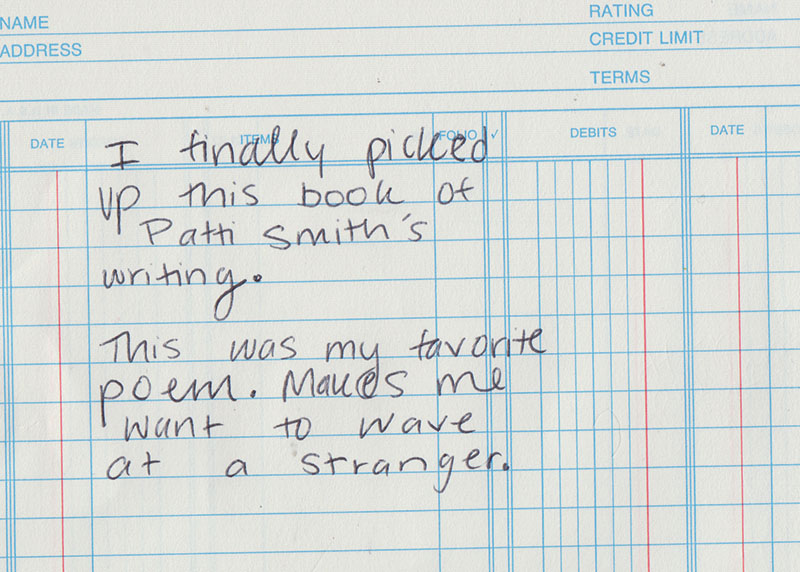 NAME
ADDRESS
RATING
CREDIT LIMIT
TERMS
DATE ITEMS FOLIO ✓ DEBITS DATE
I finally picked
up this book of
Patti Smith's
writing.
This was my favorite
poem. Makes me
want to wave
at a stranger.